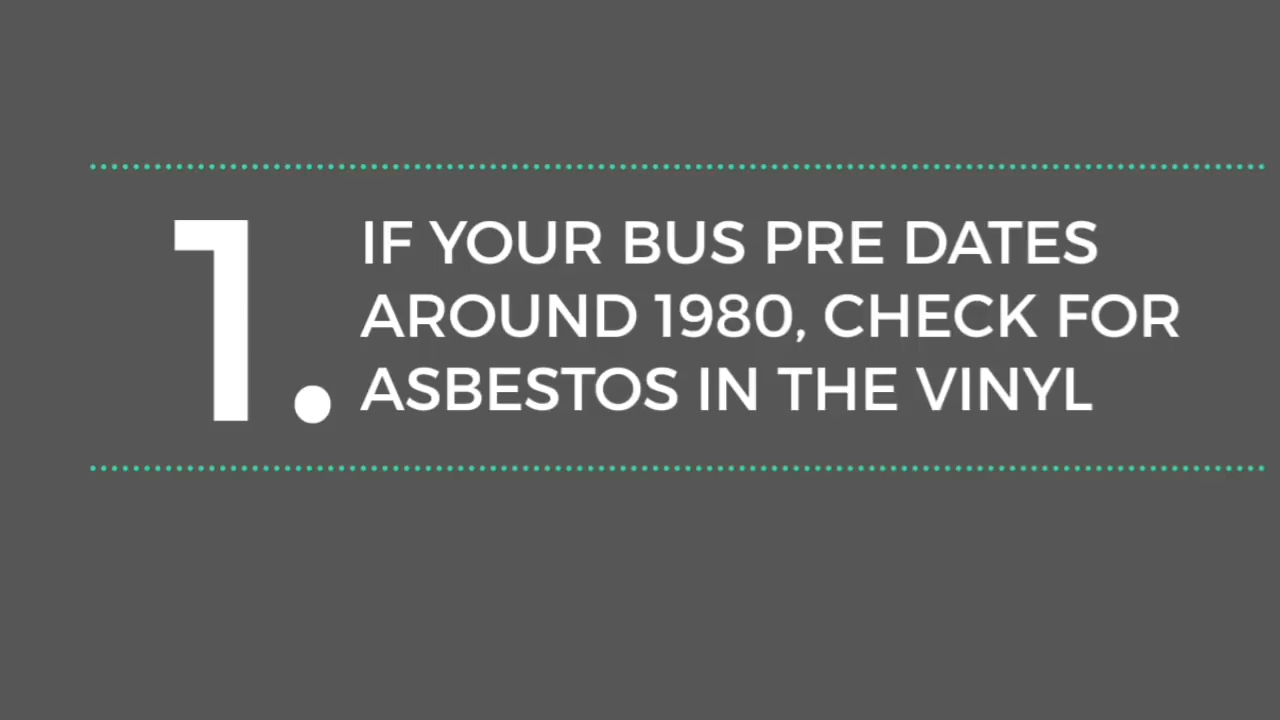 1. IF YOUR BUS PRE DATES
AROUND 1980, CHECK FOR
ASBESTOS IN THE VINYL